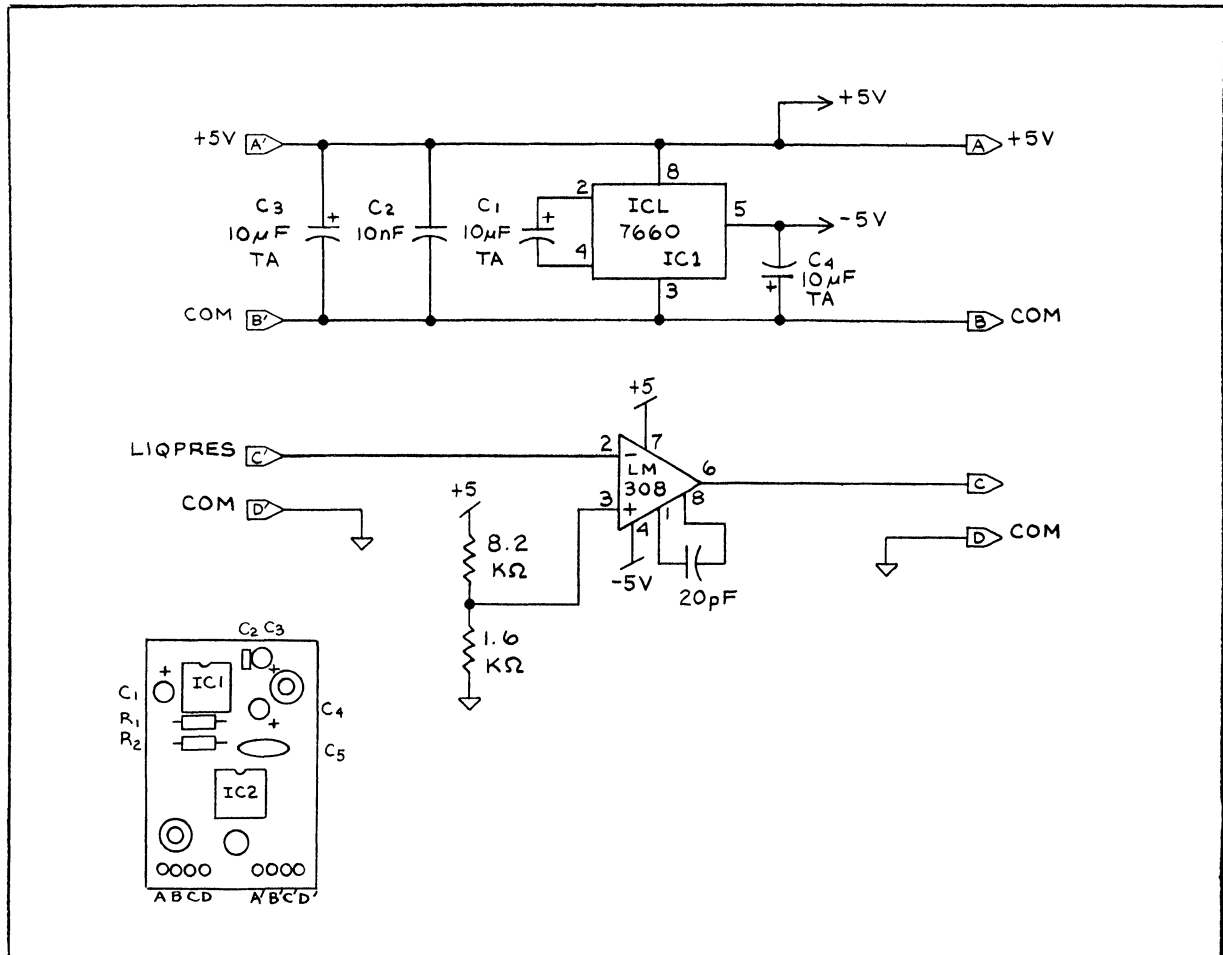 +5V
+5V A' A +5V
8
C3 10µF TA +
C2 10nF
C1 10µF TA +
2
4
ICL 7660 IC1
5
-5V
3
C4 10µF TA +
COM B' B COM
+5
LIQPRES C' 2 - 7
LM 308
6 C
COM D'
+5
3 + 4 1 8
D COM
8.2 KΩ
-5V
20pF
1.6 KΩ
C2 C3
+
IC1
+
C1
R1
C4
+
R2
C5
IC2
A B C D A' B' C' D'